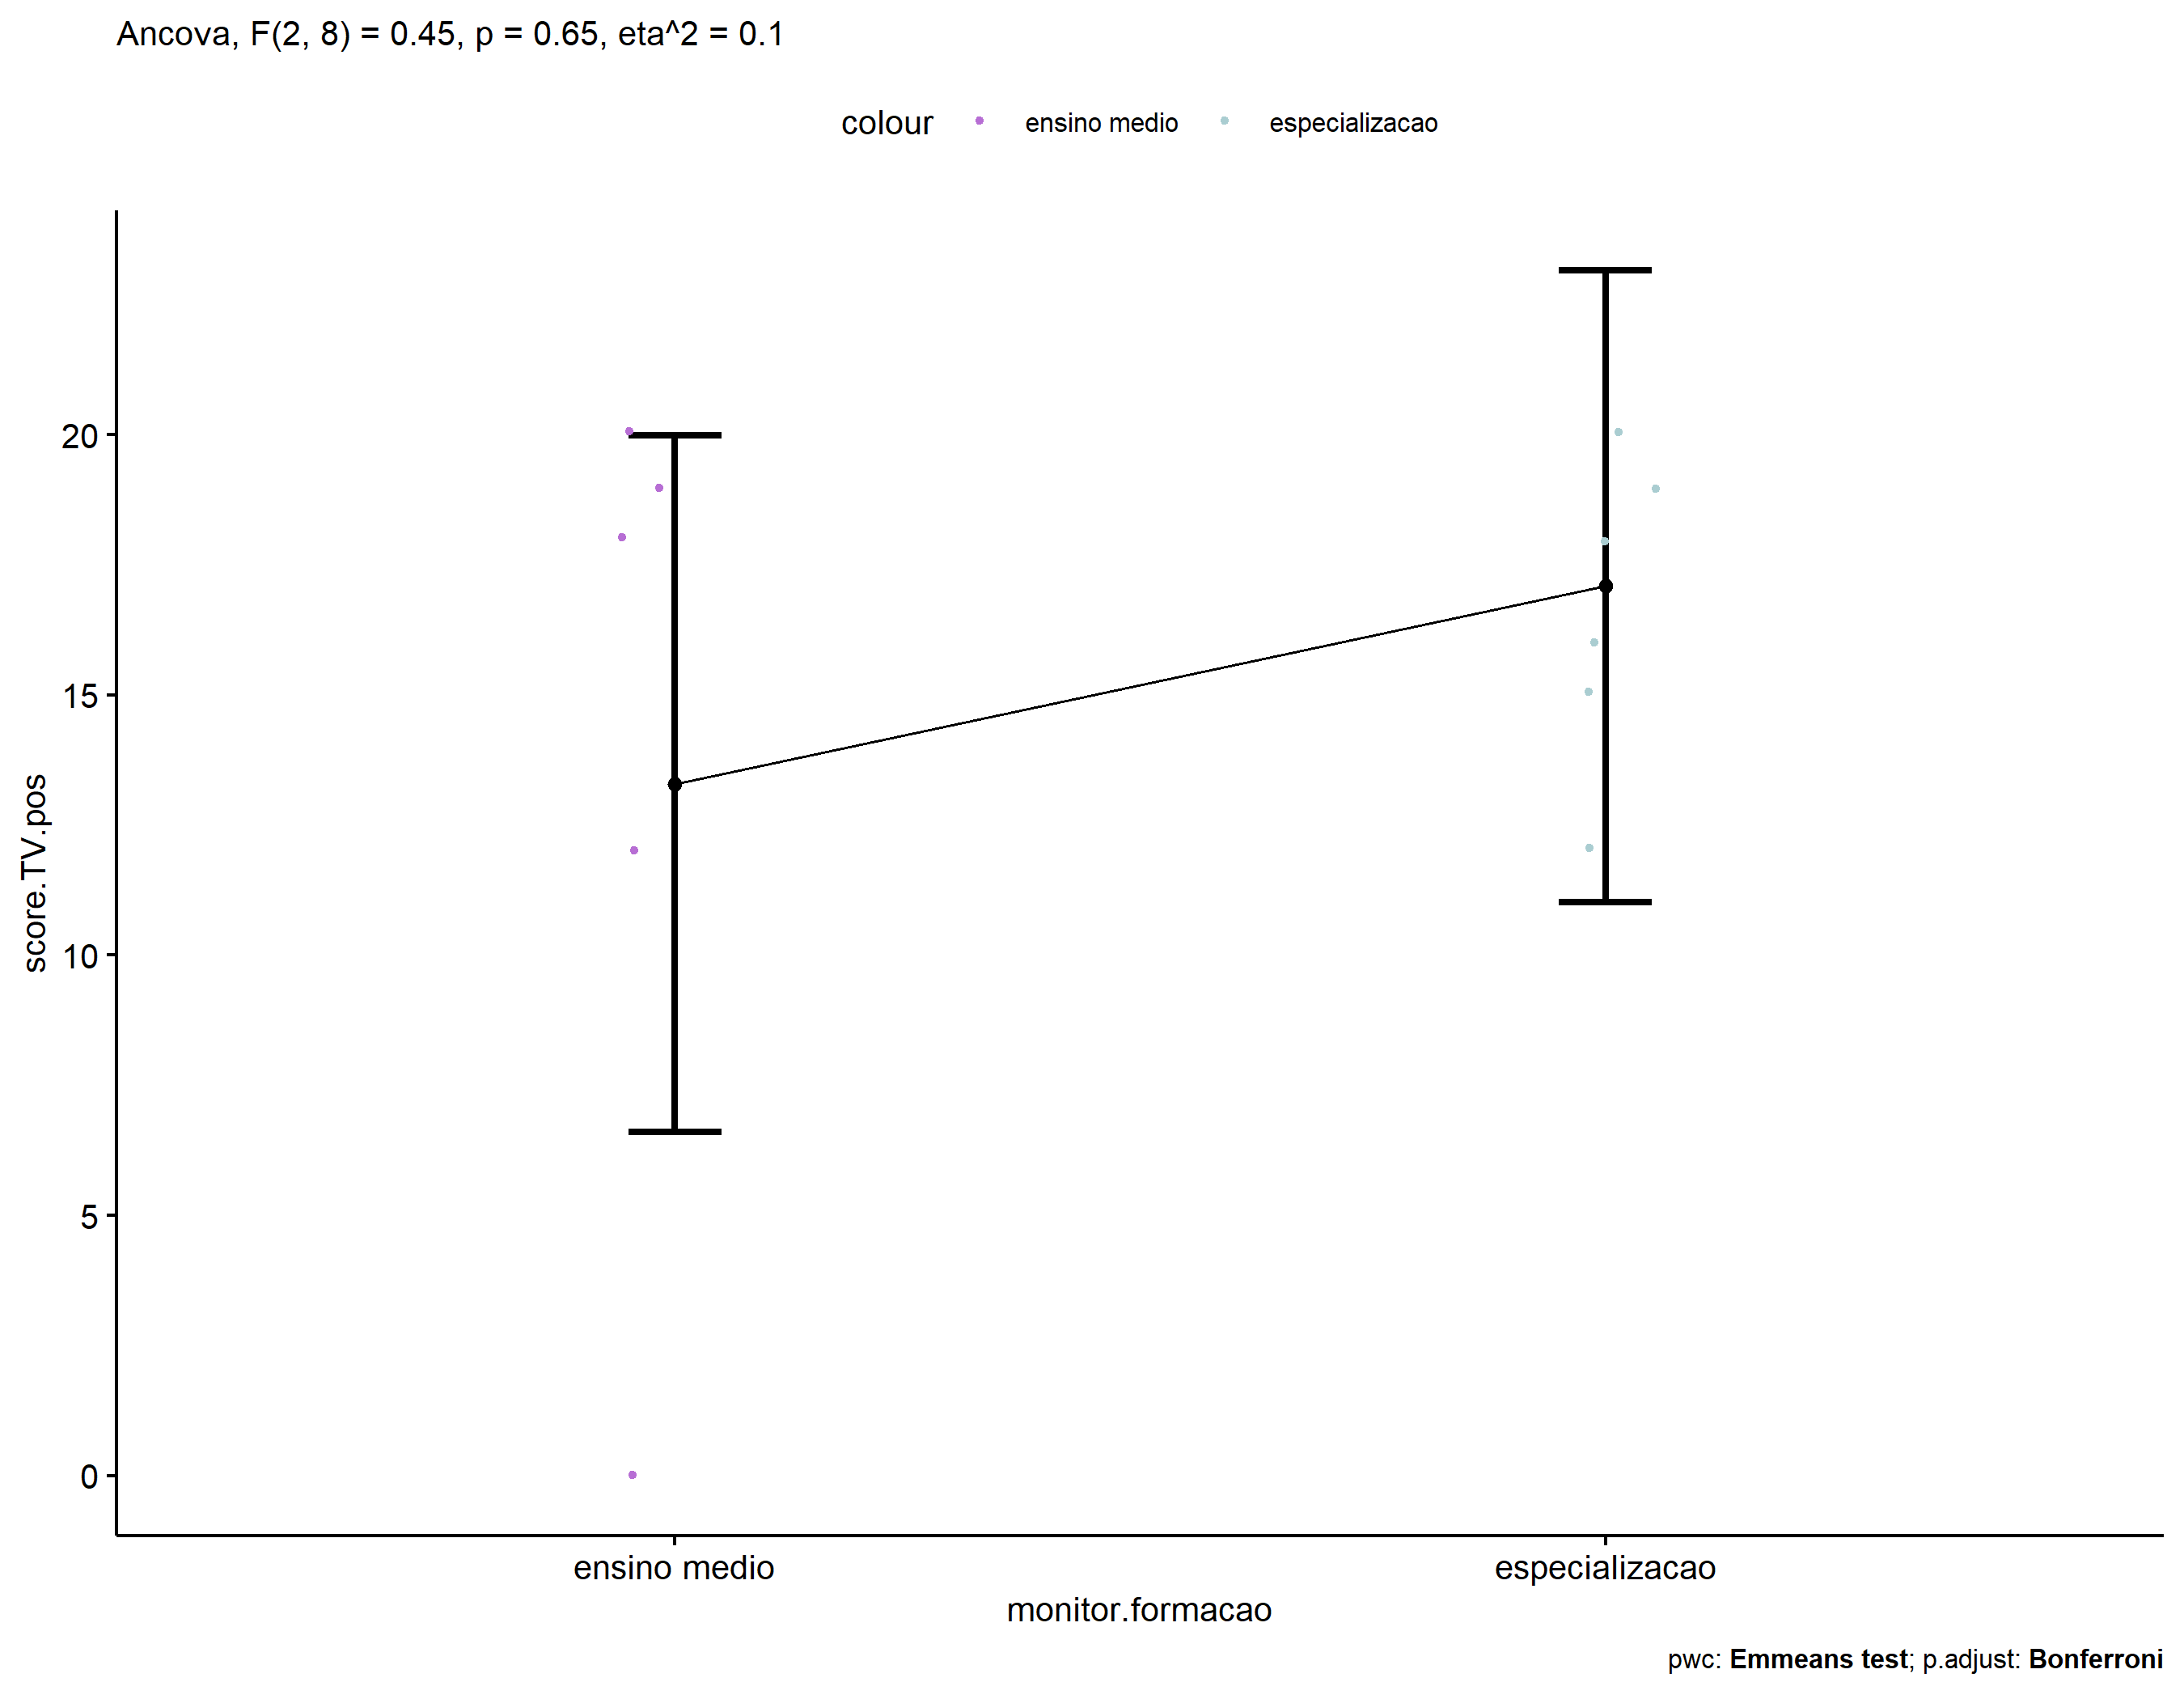 Ancova, F(2, 8) = 0.45, p = 0.65, eta^2 = 0.1
colour ensino medio especializacao
score.TV.pos
20
15
10
5
0
ensino medio especializacao
monitor.formacao
pwc: Emmeans test; p.adjust: Bonferroni